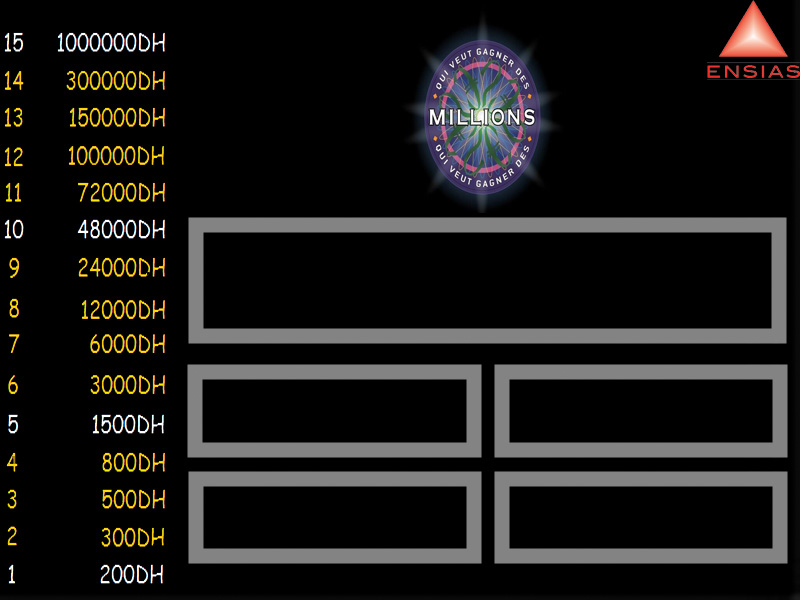 15 1000000DH
14 300000DH
13 150000DH
12 100000DH
11 72000DH
10 48000DH
9 24000DH
8 12000DH
7 6000DH
6 3000DH
5 1500DH
4 800DH
3 500DH
2 300DH
1 200DH
QUI VEUT GAGNER DES
MILLIONS
QUI VEUT GAGNER DES
ENSIAS